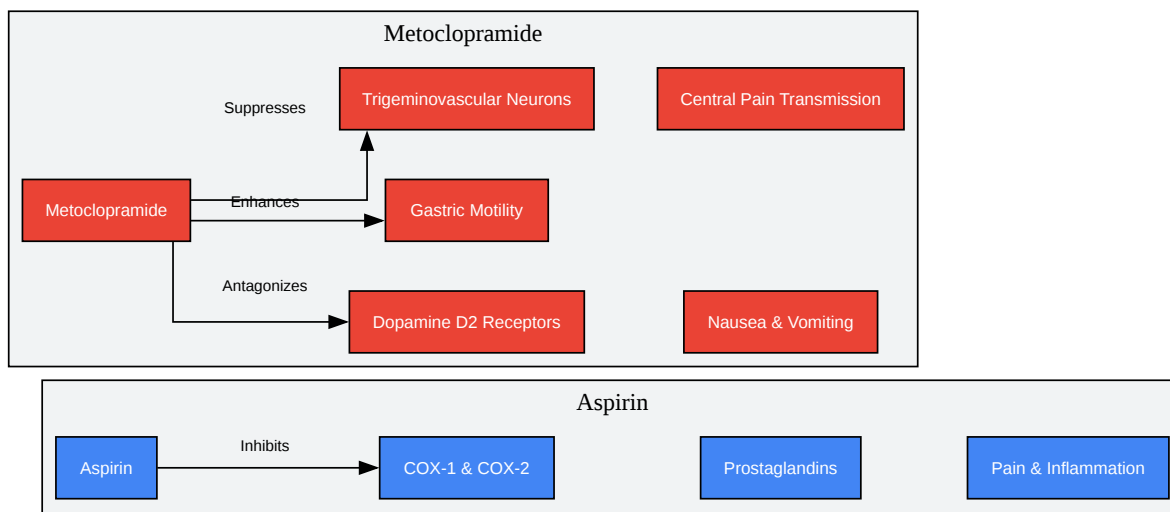 Metoclopramide
Suppresses
Trigeminovascular Neurons
Central Pain Transmission
Metoclopramide
Enhances
Gastric Motility
Antagonizes
Dopamine D2 Receptors
Nausea & Vomiting
Aspirin
Aspirin
Inhibits
COX-1 & COX-2
Prostaglandins
Pain & Inflammation